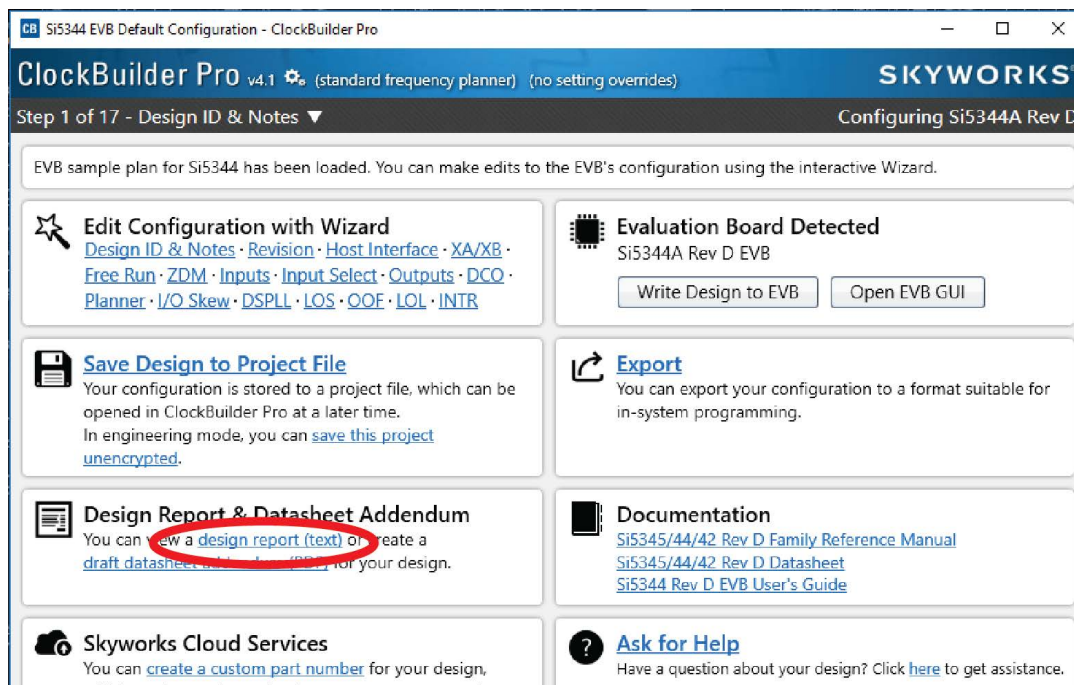 CB Si5344 EVB Default Configuration - ClockBuilder Pro
ClockBuilder Pro v4.1 (standard frequency planner) (no setting overrides) SKYWORKS
Step 1 of 17 - Design ID & Notes ▼ Configuring Si5344A Rev D
EVB sample plan for Si5344 has been loaded. You can make edits to the EVB's configuration using the interactive Wizard.
Edit Configuration with Wizard
Design ID & Notes · Revision · Host Interface · XA/XB ·
Free Run · ZDM · Inputs · Input Select · Outputs · DCO ·
Planner · I/O Skew · DSPLL · LOS · OOF · LOL · INTR
Evaluation Board Detected
Si5344A Rev D EVB
Write Design to EVB Open EVB GUI
Save Design to Project File
Your configuration is stored to a project file, which can be
opened in ClockBuilder Pro at a later time.
In engineering mode, you can save this project
unencrypted.
Export
You can export your configuration to a format suitable for
in-system programming.
Design Report & Datasheet Addendum
You can view a design report (text) or create a
draft datasheet addendum (PDF) for your design.
Documentation
Si5345/44/42 Rev D Family Reference Manual
Si5345/44/42 Rev D Datasheet
Si5344 Rev D EVB User's Guide
Skyworks Cloud Services
You can create a custom part number for your design,
Ask for Help
Have a question about your design? Click here to get assistance.